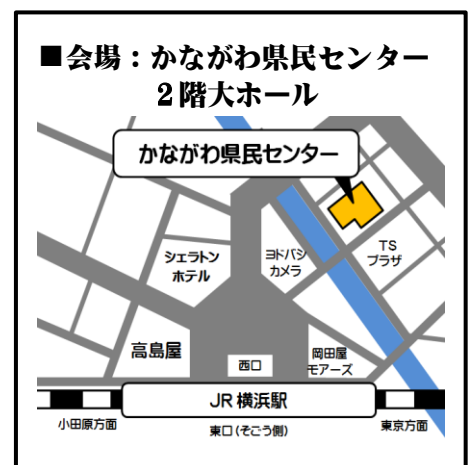 ■会場：かながわ県民センター
２階大ホール
かながわ県民センター
シェラトン
ホテル
ヨドバシ
カメラ
TS
プラザ
高島屋
西口
岡田屋
モアーズ
JR 横浜駅
小田原方面
東口（そごう側）
東京方面